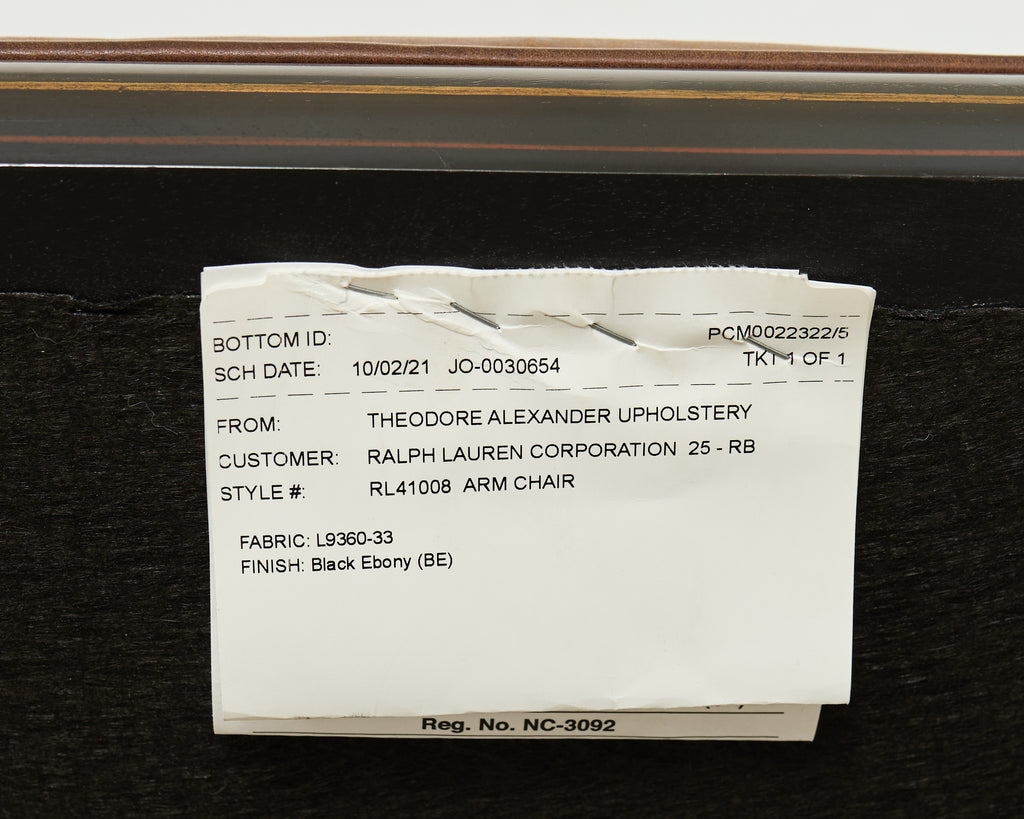 BOTTOM ID: PCM0022322/5
SCH DATE: 10/02/21 JO-0030654 TKT 1 OF 1
FROM: THEODORE ALEXANDER UPHOLSTERY
CUSTOMER: RALPH LAUREN CORPORATION 25 - RB
STYLE #: RL41008 ARM CHAIR
FABRIC: L9360-33
FINISH: Black Ebony (BE)
Reg. No. NC-3092